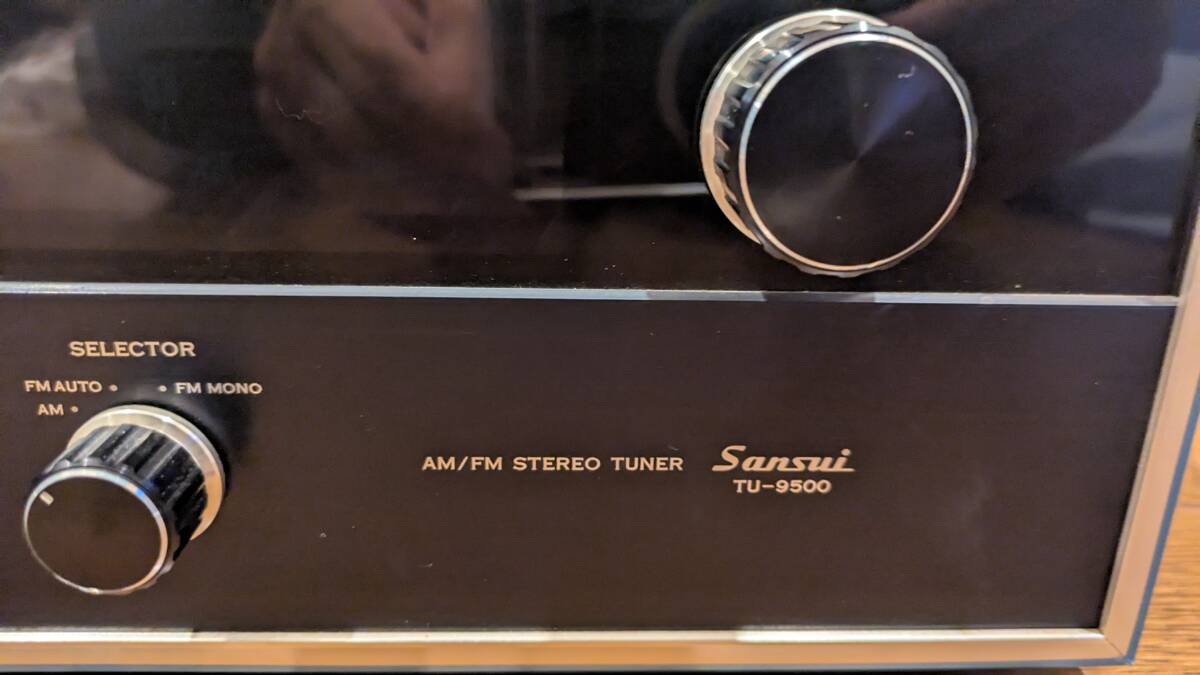 SELECTOR
FM AUTO • • FM MONO
AM •
AM/FM STEREO TUNER Sansui
TU-9500